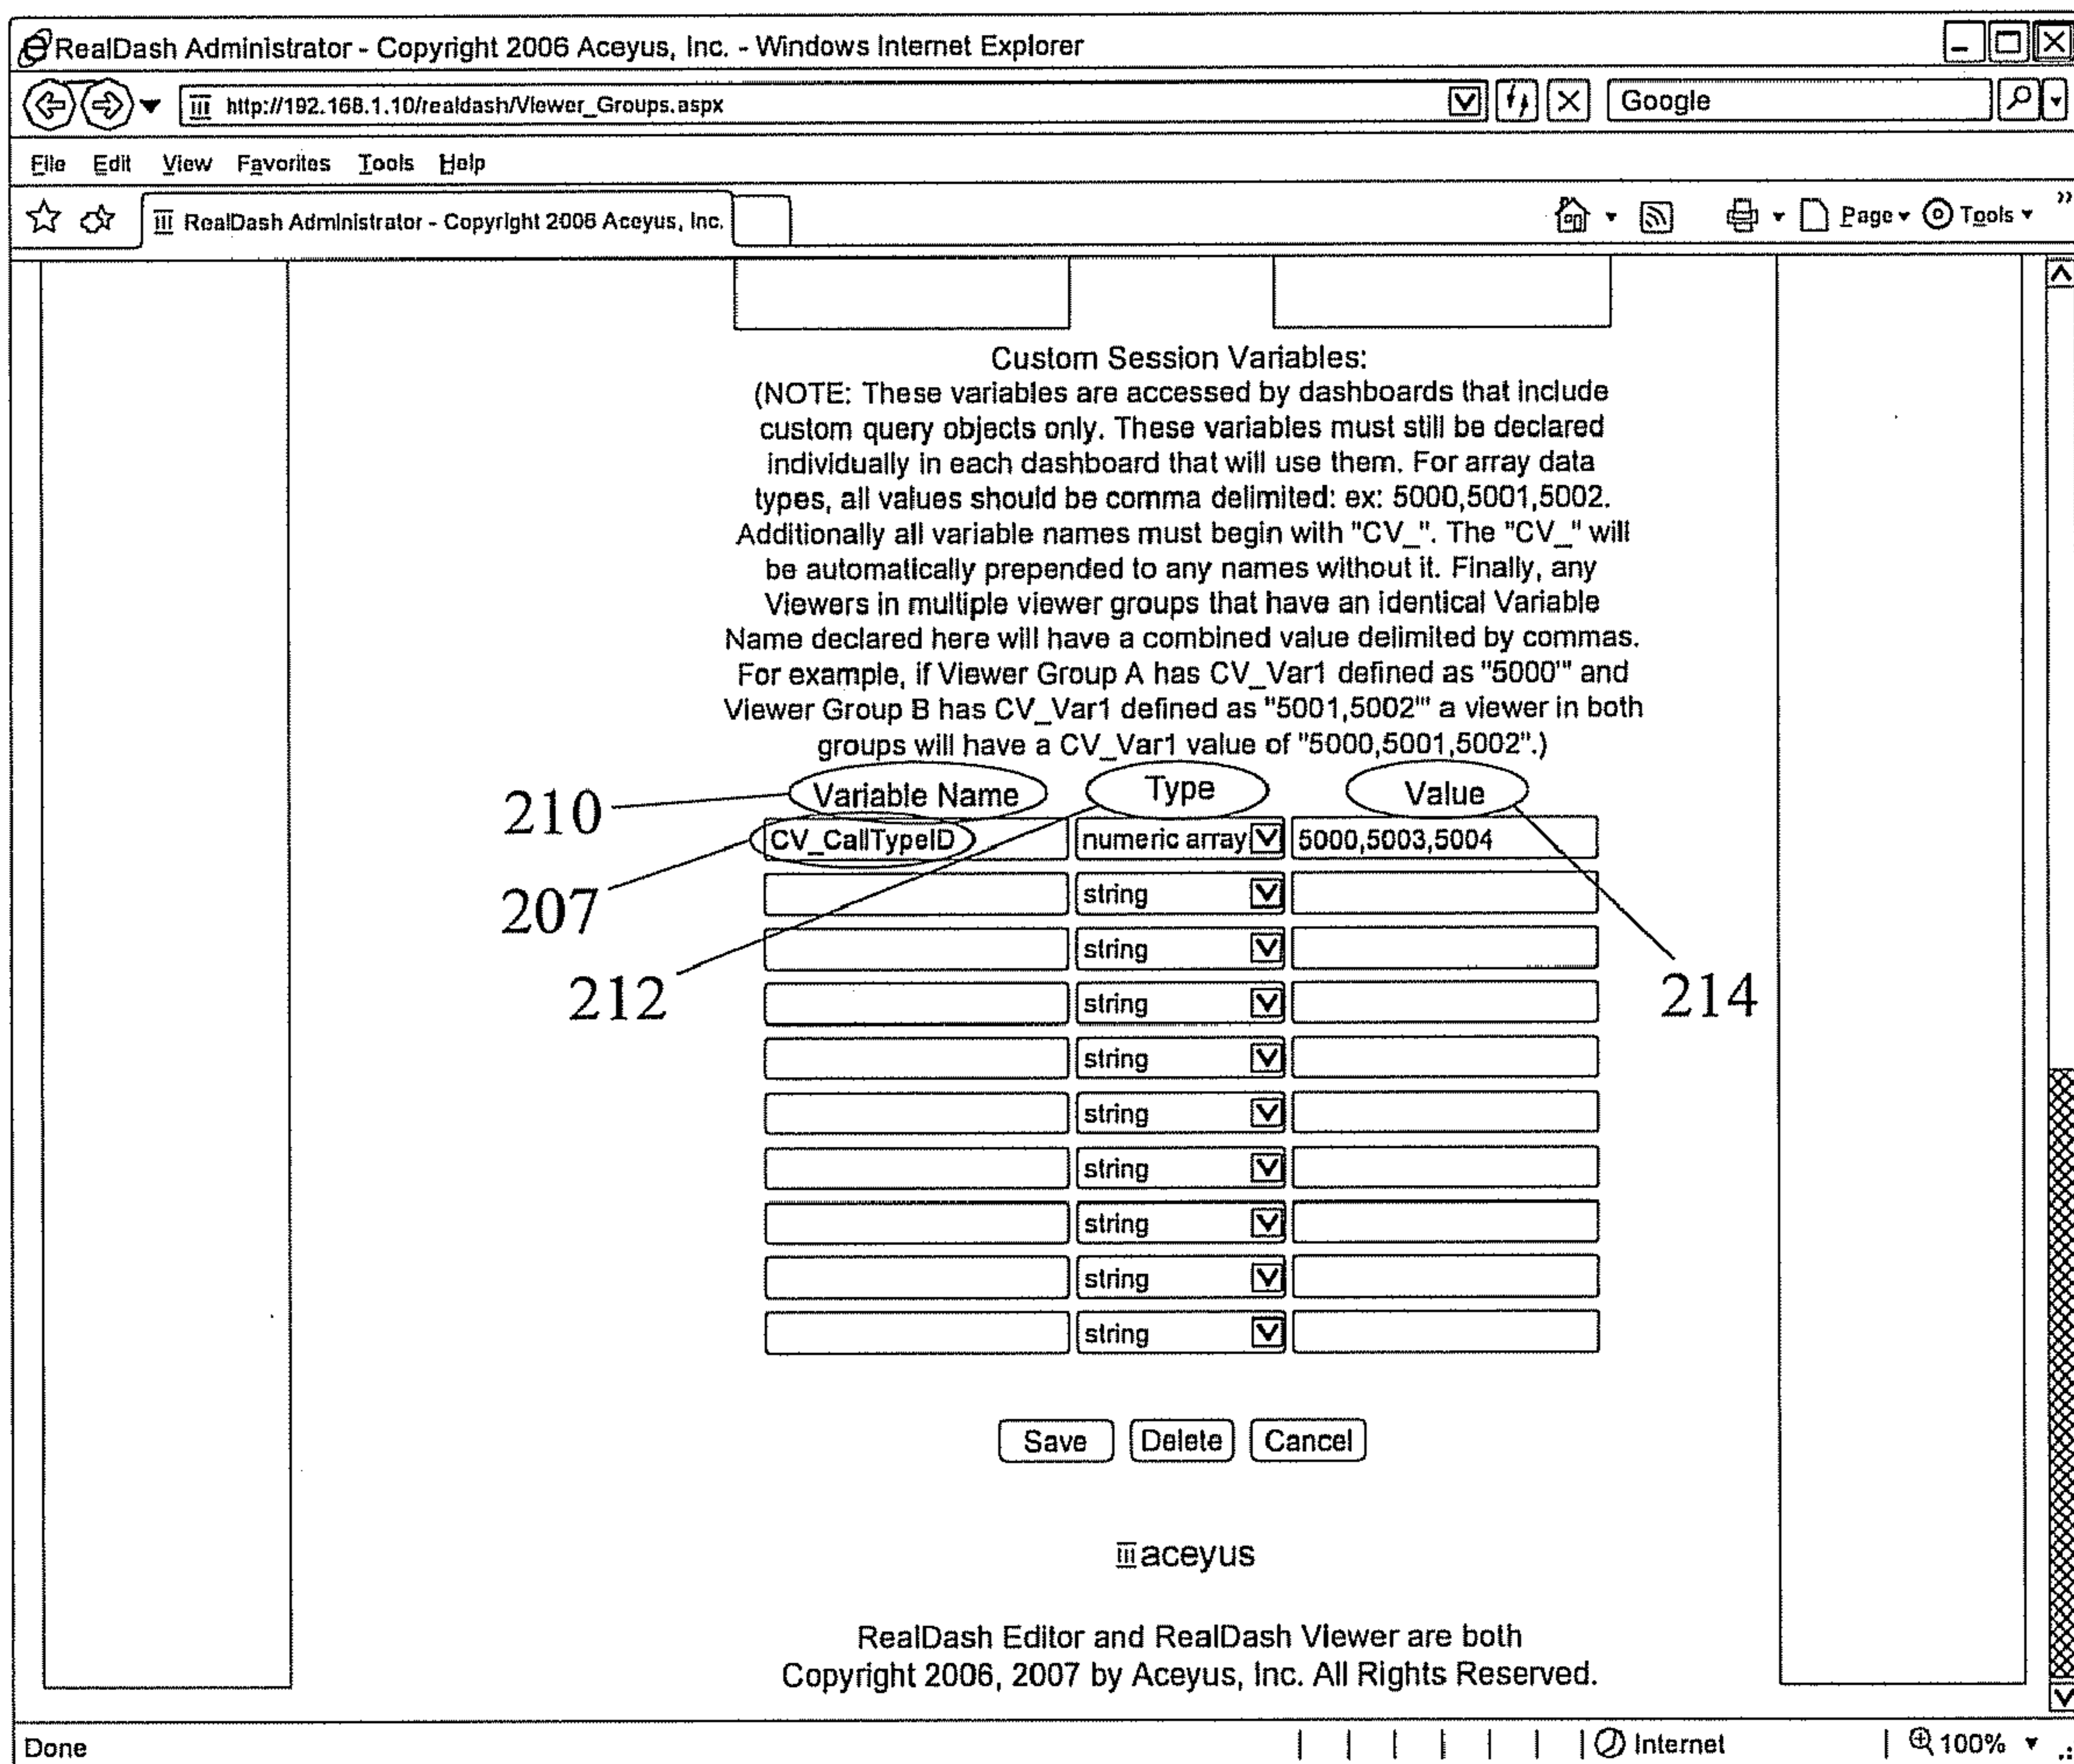 RealDash Administrator - Copyright 2006 Aceyus, Inc. - Windows Internet Explorer
http://192.168.1.10/realdash/Viewer_Groups.aspx
Google
File Edit View Favorites Tools Help
RealDash Administrator - Copyright 2006 Aceyus, Inc.
Page Tools »
Custom Session Variables:
(NOTE: These variables are accessed by dashboards that include
custom query objects only. These variables must still be declared
individually in each dashboard that will use them. For array data
types, all values should be comma delimited: ex: 5000,5001,5002.
Additionally all variable names must begin with "CV_". The "CV_" will
be automatically prepended to any names without it. Finally, any
Viewers in multiple viewer groups that have an identical Variable
Name declared here will have a combined value delimited by commas.
For example, if Viewer Group A has CV_Var1 defined as "5000'" and
Viewer Group B has CV_Var1 defined as "5001,5002'" a viewer in both
groups will have a CV_Var1 value of "5000,5001,5002".)
210 Variable Name Type Value
CV_CallTypeID numeric array 5000,5003,5004
207 string
string
212 string 214
string
string
string
string
string
string
Save Delete Cancel
aceyus
RealDash Editor and RealDash Viewer are both
Copyright 2006, 2007 by Aceyus, Inc. All Rights Reserved.
Done Internet 100%